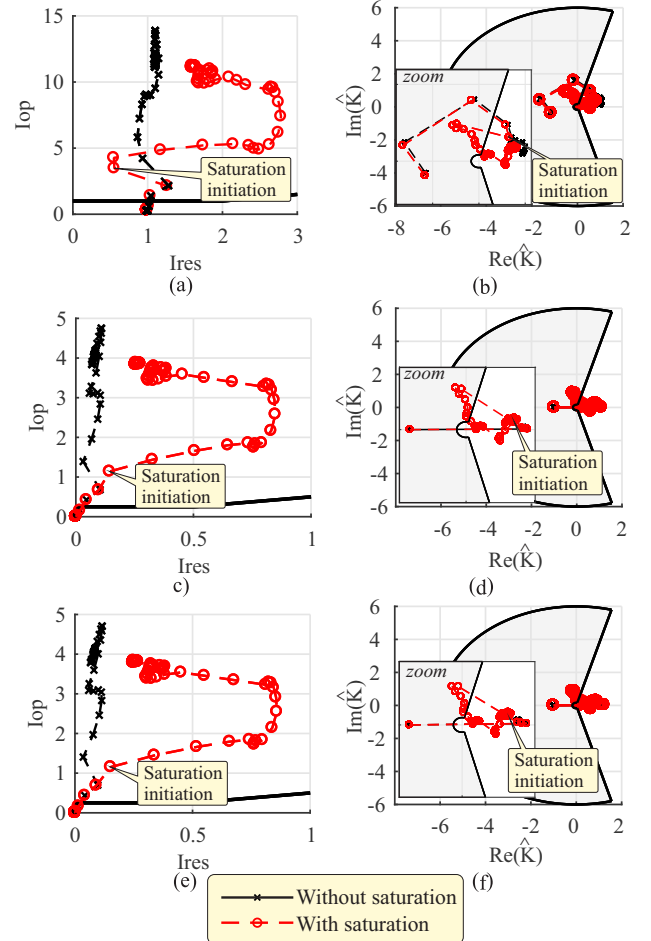 15
10
5
0
Iop
0 1 2 3
Ires
Saturation
initiation
(a)
6
4
2
0
-2
-4
-6
Im(K̂)
-8 -6 -4 -2 0 2
Re(K̂)
zoom
Saturation
initiation
(b)
5
4
3
2
1
0
Iop
0 0.5 1
Ires
Saturation
initiation
c)
6
4
2
0
-2
-4
-6
Im(K̂)
-6 -4 -2 0 2
Re(K̂)
zoom
Saturation
initiation
(d)
5
4
3
2
1
0
Iop
0 0.5 1
Ires
Saturation
initiation
(e)
6
4
2
0
-2
-4
-6
Im(K̂)
-6 -4 -2 0 2
Re(K̂)
zoom
Saturation
initiation
(f)
Without saturation
With saturation